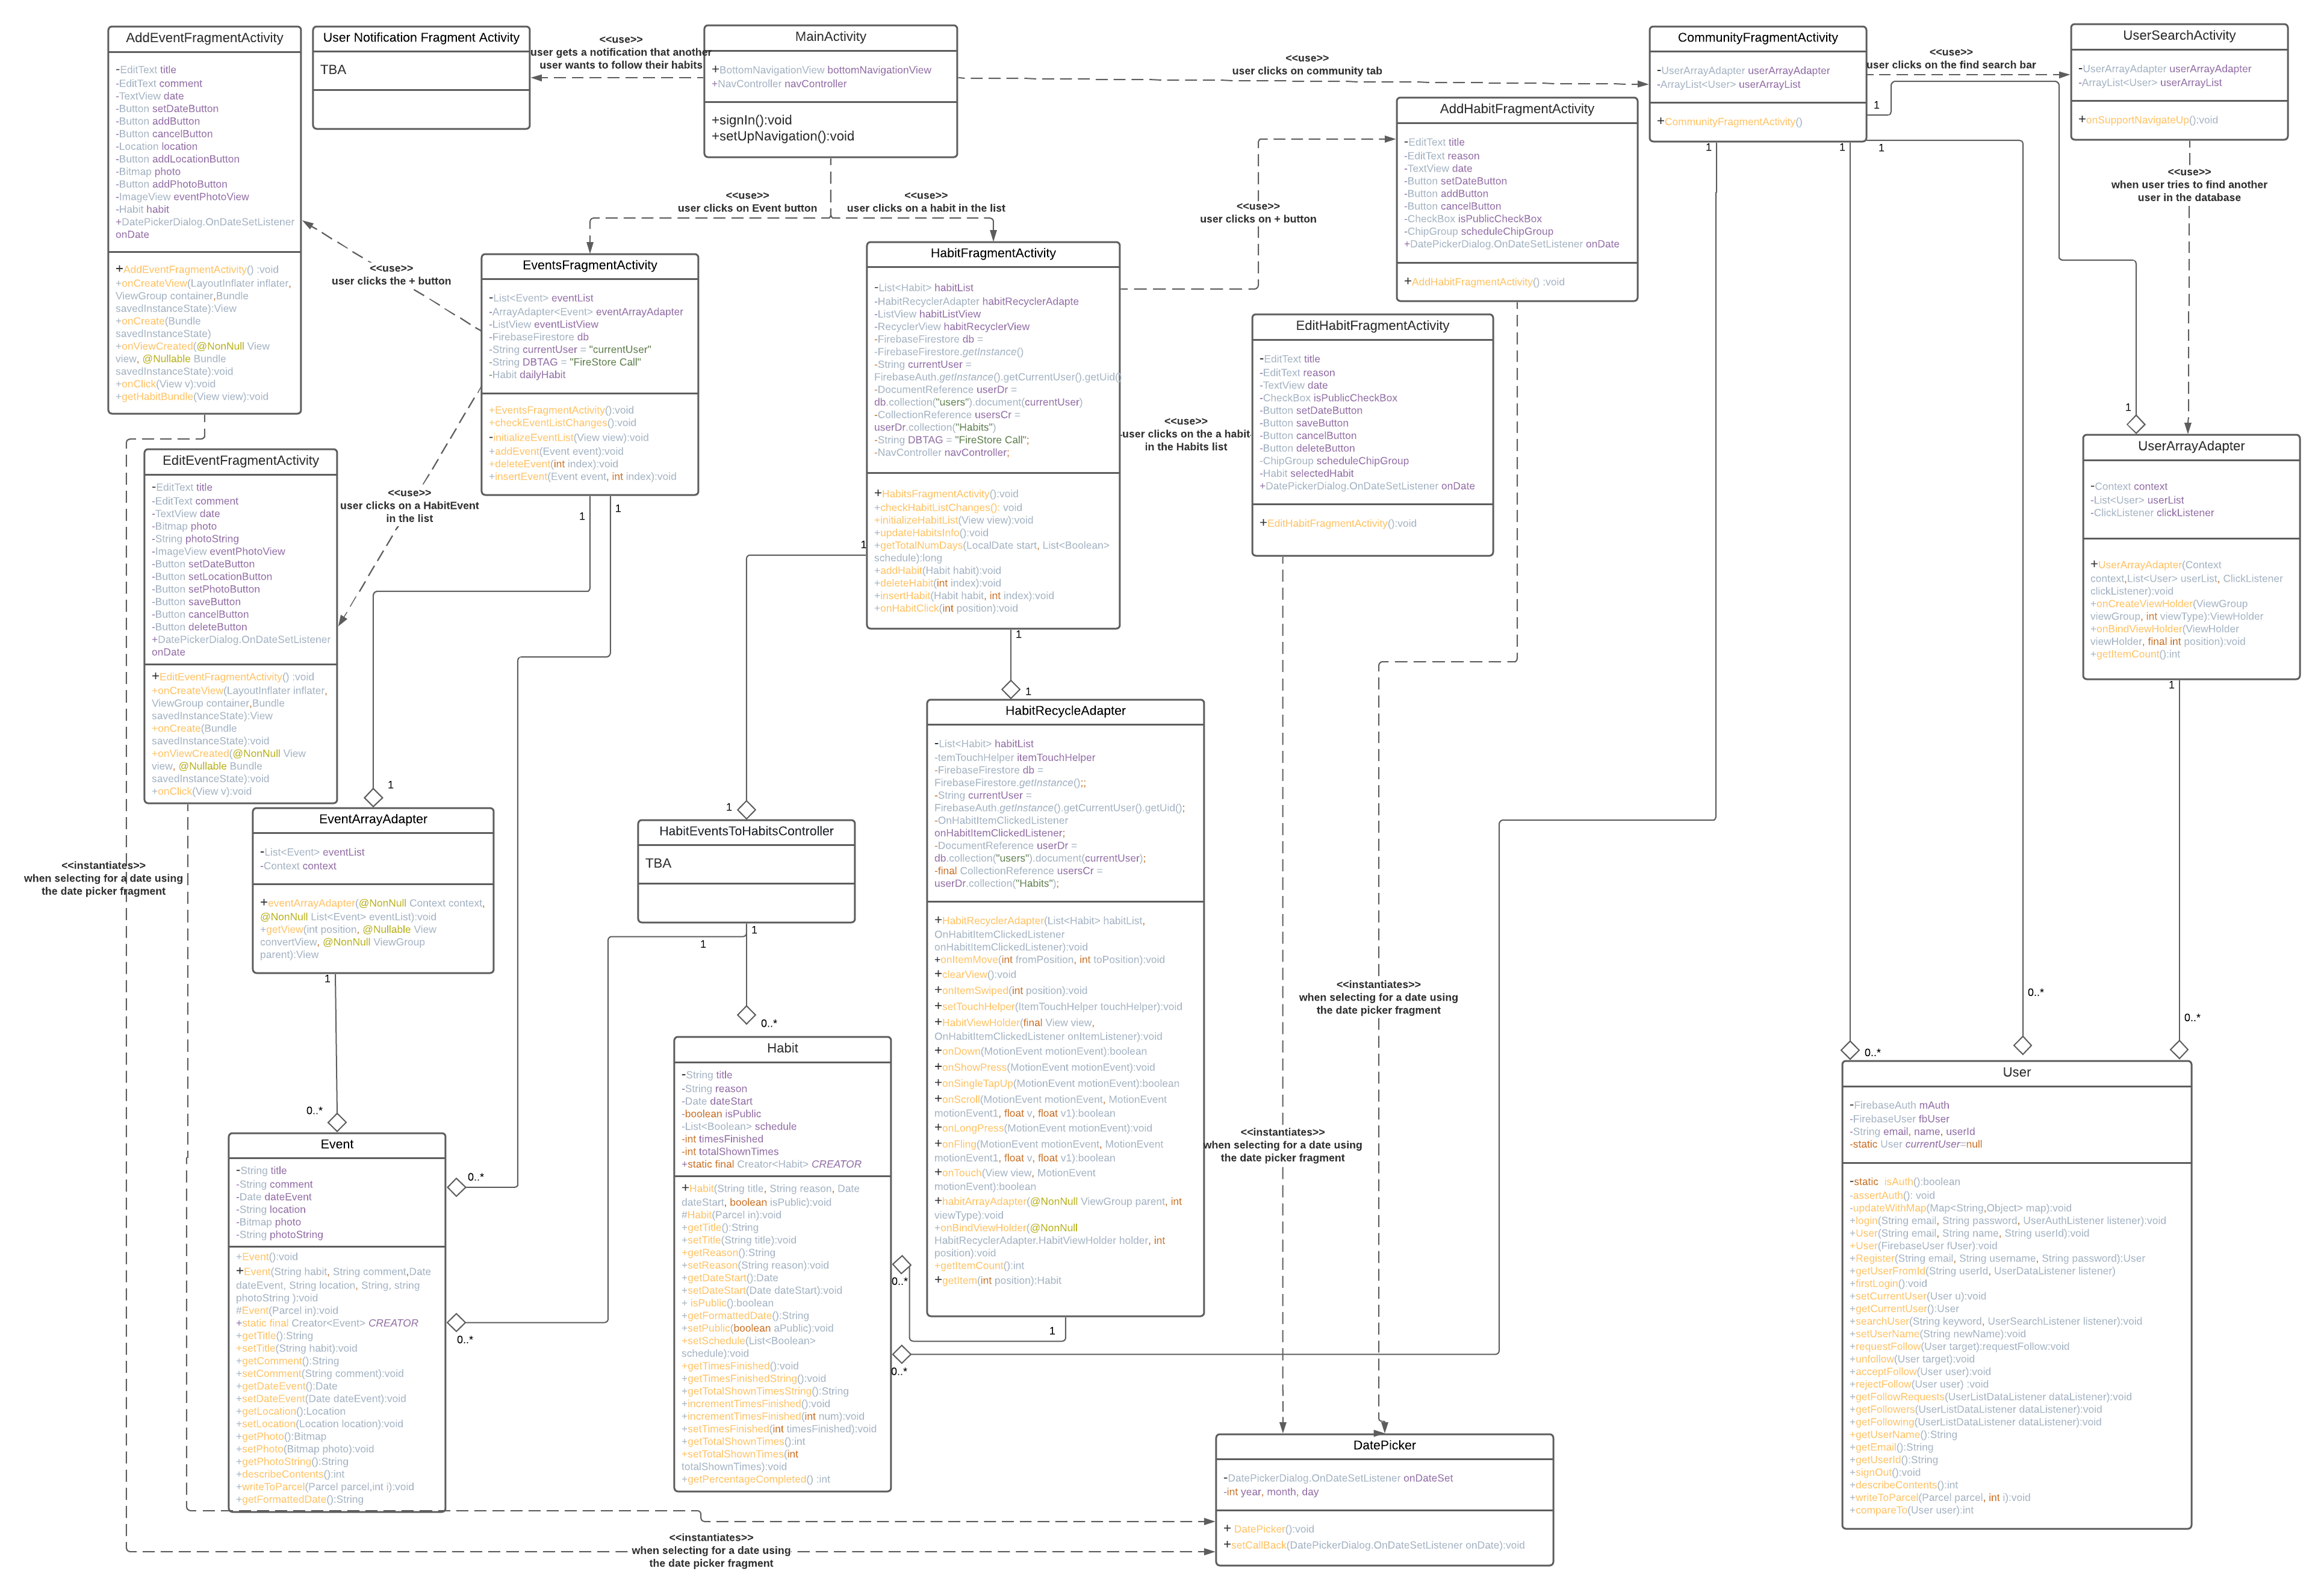 AddEventFragmentActivity
-EditText title
-EditText comment
-TextView date
-Button setDateButton
-Button addButton
-Button cancelButton
-Location location
-Button addLocationButton
-Bitmap photo
-Button addPhotoButton
-ImageView eventPhotoView
-Habit habit
+DatePickerDialog.OnDateSetListener
onDate
+AddEventFragmentActivity() :void
+onCreateView(LayoutInflater inflater,
ViewGroup container,Bundle
savedInstanceState):View
+onCreate(Bundle
savedInstanceState)
+onViewCreated(@NonNull View
view, @Nullable Bundle
savedInstanceState):void
+onClick(View v):void
+getHabitBundle(View view):void
User Notification Fragment Activity
TBA
<<use>>
user gets a notification that another
user wants to follow their habits
MainActivity
+BottomNavigationView bottomNavigationView
+NavController navController
+signIn():void
+setUpNavigation():void
<<use>>
user clicks on community tab
CommunityFragmentActivity
-UserArrayAdapter userArrayAdapter
-ArrayList<User> userArrayList
+CommunityFragmentActivity()
<<use>>
user clicks on the find search bar
UserSearchActivity
-UserArrayAdapter userArrayAdapter
-ArrayList<User> userArrayList
+onSupportNavigateUp():void
1
1
1
1
<<use>>
when user tries to find another
user in the database
AddHabitFragmentActivity
-EditText title
-EditText reason
-TextView date
-Button setDateButton
-Button addButton
-Button cancelButton
-CheckBox isPublicCheckBox
-ChipGroup scheduleChipGroup
+DatePickerDialog.OnDateSetListener onDate
+AddHabitFragmentActivity() :void
<<use>>
user clicks on Event button
<<use>>
user clicks on a habit in the list
<<use>>
user clicks on + button
<<use>>
user clicks the + button
EventsFragmentActivity
-List<Event> eventList
-ArrayAdapter<Event> eventArrayAdapter
-ListView eventListView
-FirebaseFirestore db
-String currentUser = "currentUser"
-String DBTAG = "FireStore Call"
-Habit dailyHabit
+EventsFragmentActivity():void
+checkEventListChanges():void
-initializeEventList(View view):void
+addEvent(Event event):void
+deleteEvent(int index):void
+insertEvent(Event event, int index):void
1
1
HabitFragmentActivity
-List<Habit> habitList
-HabitRecyclerAdapter habitRecyclerAdapte
-ListView habitListView
-RecyclerView habitRecyclerView
-FirebaseFirestore db =
-FirebaseFirestore.getInstance()
-String currentUser =
FirebaseAuth.getInstance().getCurrentUser().getUid()
-DocumentReference userDr =
db.collection("users").document(currentUser)
-CollectionReference usersCr =
userDr.collection("Habits")
-String DBTAG = "FireStore Call";
-NavController navController;
+HabitsFragmentActivity():void
+checkHabitListChanges(): void
+initializeHabitList(View view):void
+updateHabitsInfo():void
+getTotalNumDays(LocalDate start, List<Boolean>
schedule):long
+addHabit(Habit habit):void
+deleteHabit(int index):void
+insertHabit(Habit habit, int index):void
+onHabitClick(int position):void
1
1
1
<<use>>
user clicks on the a habit
in the Habits list
EditHabitFragmentActivity
-EditText title
-EditText reason
-TextView date
-CheckBox isPublicCheckBox
-Button setDateButton
-Button saveButton
-Button cancelButton
-Button deleteButton
-ChipGroup scheduleChipGroup
-Habit selectedHabit
+DatePickerDialog.OnDateSetListener onDate
+EditHabitFragmentActivity():void
1
UserArrayAdapter
-Context context
-List<User> userList
-ClickListener clickListener
+UserArrayAdapter(Context
context,List<User> userList, ClickListener
clickListener):void
+onCreateViewHolder(ViewGroup
viewGroup, int viewType):ViewHolder
+onBindViewHolder(ViewHolder
viewHolder, final int position):void
+getItemCount():int
1
EditEventFragmentActivity
-EditText title
-EditText comment
-TextView date
-Bitmap photo
-String photoString
-ImageView eventPhotoView
-Button setDateButton
-Button setLocationButton
-Button setPhotoButton
-Button saveButton
-Button cancelButton
-Button deleteButton
+DatePickerDialog.OnDateSetListener
onDate
+EditEventFragmentActivity() :void
+onCreateView(LayoutInflater inflater,
ViewGroup container,Bundle
savedInstanceState):View
+onCreate(Bundle
savedInstanceState):void
+onViewCreated(@NonNull View
view, @Nullable Bundle
savedInstanceState):void
+onClick(View v):void
<<use>>
user clicks on a HabitEvent
in the list
1
EventArrayAdapter
-List<Event> eventList
-Context context
+eventArrayAdapter(@NonNull Context context,
@NonNull List<Event> eventList):void
+getView(int position, @Nullable View
convertView, @NonNull ViewGroup
parent):View
1
<<instantiates>>
when selecting for a date using
the date picker fragment
1
HabitEventsToHabitsController
TBA
1
1
0..*
HabitRecycleAdapter
-List<Habit> habitList
-temTouchHelper itemTouchHelper
-FirebaseFirestore db =
FirebaseFirestore.getInstance();;
-String currentUser =
FirebaseAuth.getInstance().getCurrentUser().getUid();
-OnHabitItemClickedListener
onHabitItemClickedListener;
-DocumentReference userDr =
db.collection("users").document(currentUser);
-final CollectionReference usersCr =
userDr.collection("Habits");
+HabitRecyclerAdapter(List<Habit> habitList,
OnHabitItemClickedListener
onHabitItemClickedListener):void
+onItemMove(int fromPosition, int toPosition):void
+clearView():void
+onItemSwiped(int position):void
+setTouchHelper(ItemTouchHelper touchHelper):void
+HabitViewHolder(final View view,
OnHabitItemClickedListener onItemListener):void
+onDown(MotionEvent motionEvent):boolean
+onShowPress(MotionEvent motionEvent):void
+onSingleTapUp(MotionEvent motionEvent):boolean
+onScroll(MotionEvent motionEvent, MotionEvent
motionEvent1, float v, float v1):boolean
+onLongPress(MotionEvent motionEvent):void
+onFling(MotionEvent motionEvent, MotionEvent
motionEvent1, float v, float v1):boolean
+onTouch(View view, MotionEvent
motionEvent):boolean
+habitArrayAdapter(@NonNull ViewGroup parent, int
viewType):void
+onBindViewHolder(@NonNull
HabitRecyclerAdapter.HabitViewHolder holder, int
position):void
+getItemCount():int
+getItem(int position):Habit
1
<<instantiates>>
when selecting for a date using
the date picker fragment
<<instantiates>>
when selecting for a date using
the date picker fragment
0..*
0..*
0..*
User
-FirebaseAuth mAuth
-FirebaseUser fbUser
-String email, name, userId
-static User currentUser=null
-static  isAuth():boolean
-assertAuth(): void
-updateWithMap(Map<String,Object> map):void
+login(String email, String password, UserAuthListener listener):void
+User(String email, String name, String userId):void
+User(FirebaseUser fUser):void
+Register(String email, String username, String password):User
+getUserFromId(String userId, UserDataListener listener)
+firstLogin():void
+setCurrentUser(User u):void
+getCurrentUser():User
+searchUser(String keyword, UserSearchListener listener):void
+setUserName(String newName):void
+requestFollow(User target):requestFollow:void
+unfollow(User target):void
+acceptFollow(User user):void
+rejectFollow(User user) :void
+getFollowRequests(UserListDataListener dataListener):void
+getFollowers(UserListDataListener dataListener):void
+getFollowing(UserListDataListener dataListener):void
+getUserName():String
+getEmail():String
+getUserId():String
+signOut():void
+describeContents():int
+writeToParcel(Parcel parcel, int i):void
+compareTo(User user):int
Habit
-String title
-String reason
-Date dateStart
-boolean isPublic
-List<Boolean> schedule
-int timesFinished
-int totalShownTimes
+static final Creator<Habit> CREATOR
+Habit(String title, String reason, Date
dateStart, boolean isPublic):void
#Habit(Parcel in):void
+getTitle():String
+setTitle(String title):void
+getReason():String
+setReason(String reason):void
+getDateStart():Date
+setDateStart(Date dateStart):void
+ isPublic():boolean
+getFormattedDate():String
+setPublic(boolean aPublic):void
+setSchedule(List<Boolean>
schedule):void
+getTimesFinished():void
+getTimesFinishedString():void
+getTotalShownTimesString():String
+incrementTimesFinished():void
+incrementTimesFinished(int num):void
+setTimesFinished(int timesFinished):void
+getTotalShownTimes():int
+setTotalShownTimes(int
totalShownTimes):void
+getPercentageCompleted() :int
0..*
0..*
0..*
Event
-String title
-String comment
-Date dateEvent
-String location
-Bitmap photo
-String photoString
+Event():void
+Event(String habit, String comment,Date
dateEvent, String location, String, string
photoString ):void
#Event(Parcel in):void
+static final Creator<Event> CREATOR
+getTitle():String
+setTitle(String habit):void
+getComment():String
+setComment(String comment):void
+getDateEvent():Date
+setDateEvent(Date dateEvent):void
+getLocation():Location
+setLocation(Location location):void
+getPhoto():Bitmap
+setPhoto(Bitmap photo):void
+getPhotoString():String
+describeContents():int
+writeToParcel(Parcel parcel,int i):void
+getFormattedDate():String
0..*
0..*
DatePicker
-DatePickerDialog.OnDateSetListener onDateSet
-int year, month, day
+ DatePicker():void
+setCallBack(DatePickerDialog.OnDateSetListener onDate):void
<<instantiates>>
when selecting for a date using
the date picker fragment